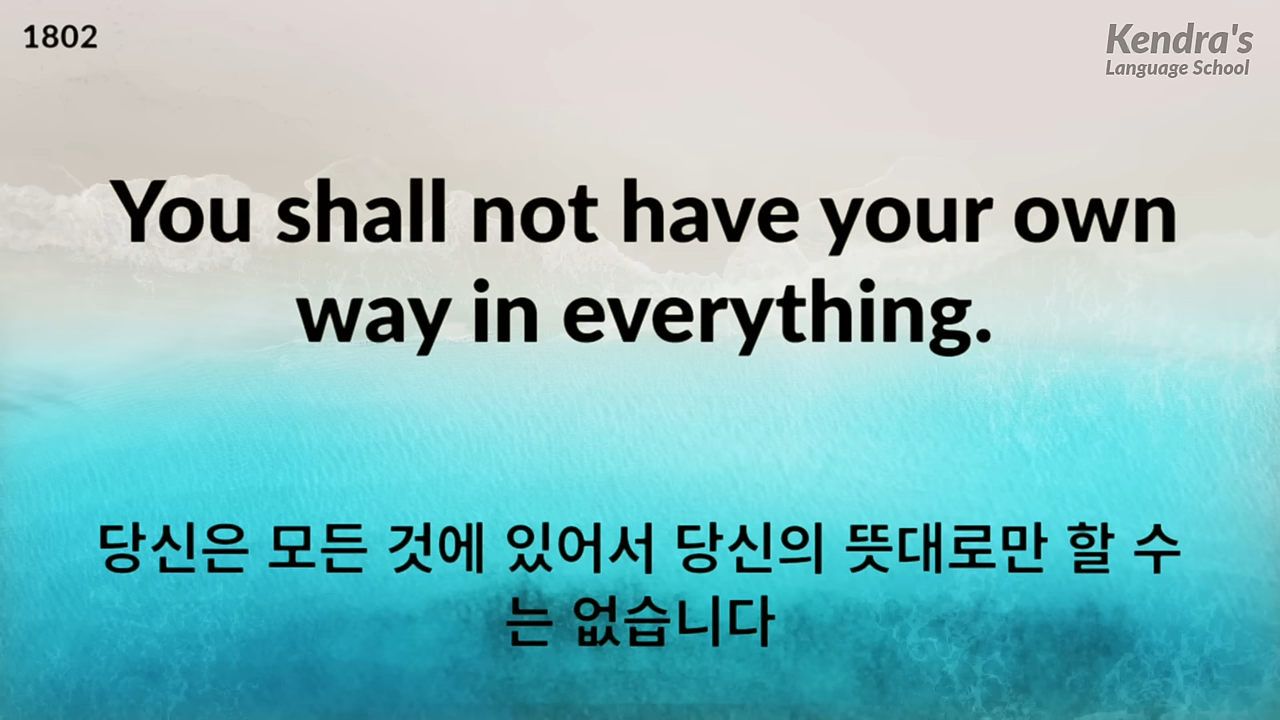 1802
Kendra's
Language School
You shall not have your own
way in everything.
당신은 모든 것에 있어서 당신의 뜻대로만 할 수
는 없습니다